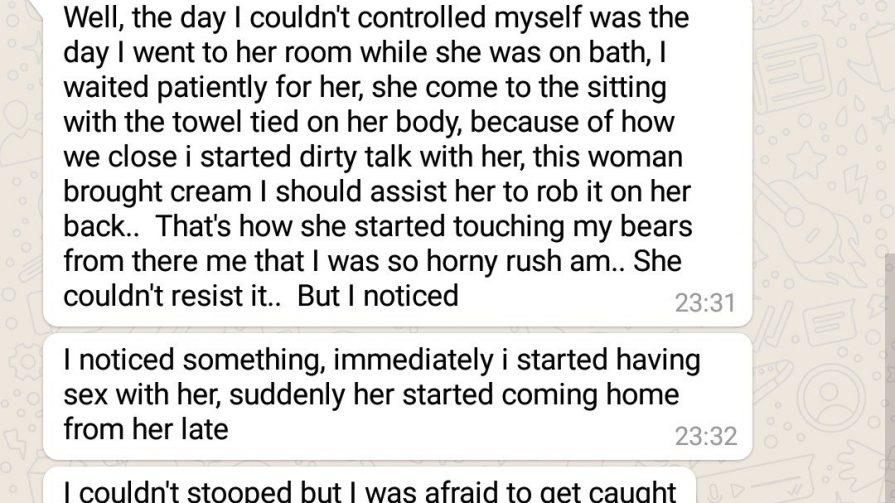 Well, the day I couldn't controlled myself was the
day I went to her room while she was on bath, I
waited patiently for her, she come to the sitting
with the towel tied on her body, because of how
we close i started dirty talk with her, this woman
brought cream I should assist her to rob it on her
back.. That's how she started touching my bears
from there me that I was so horny rush am.. She
couldn't resist it.. But I noticed
23:31
I noticed something, immediately i started having
sex with her, suddenly her started coming home
from her late
23:32
I couldn't stooped but I was afraid to get caught